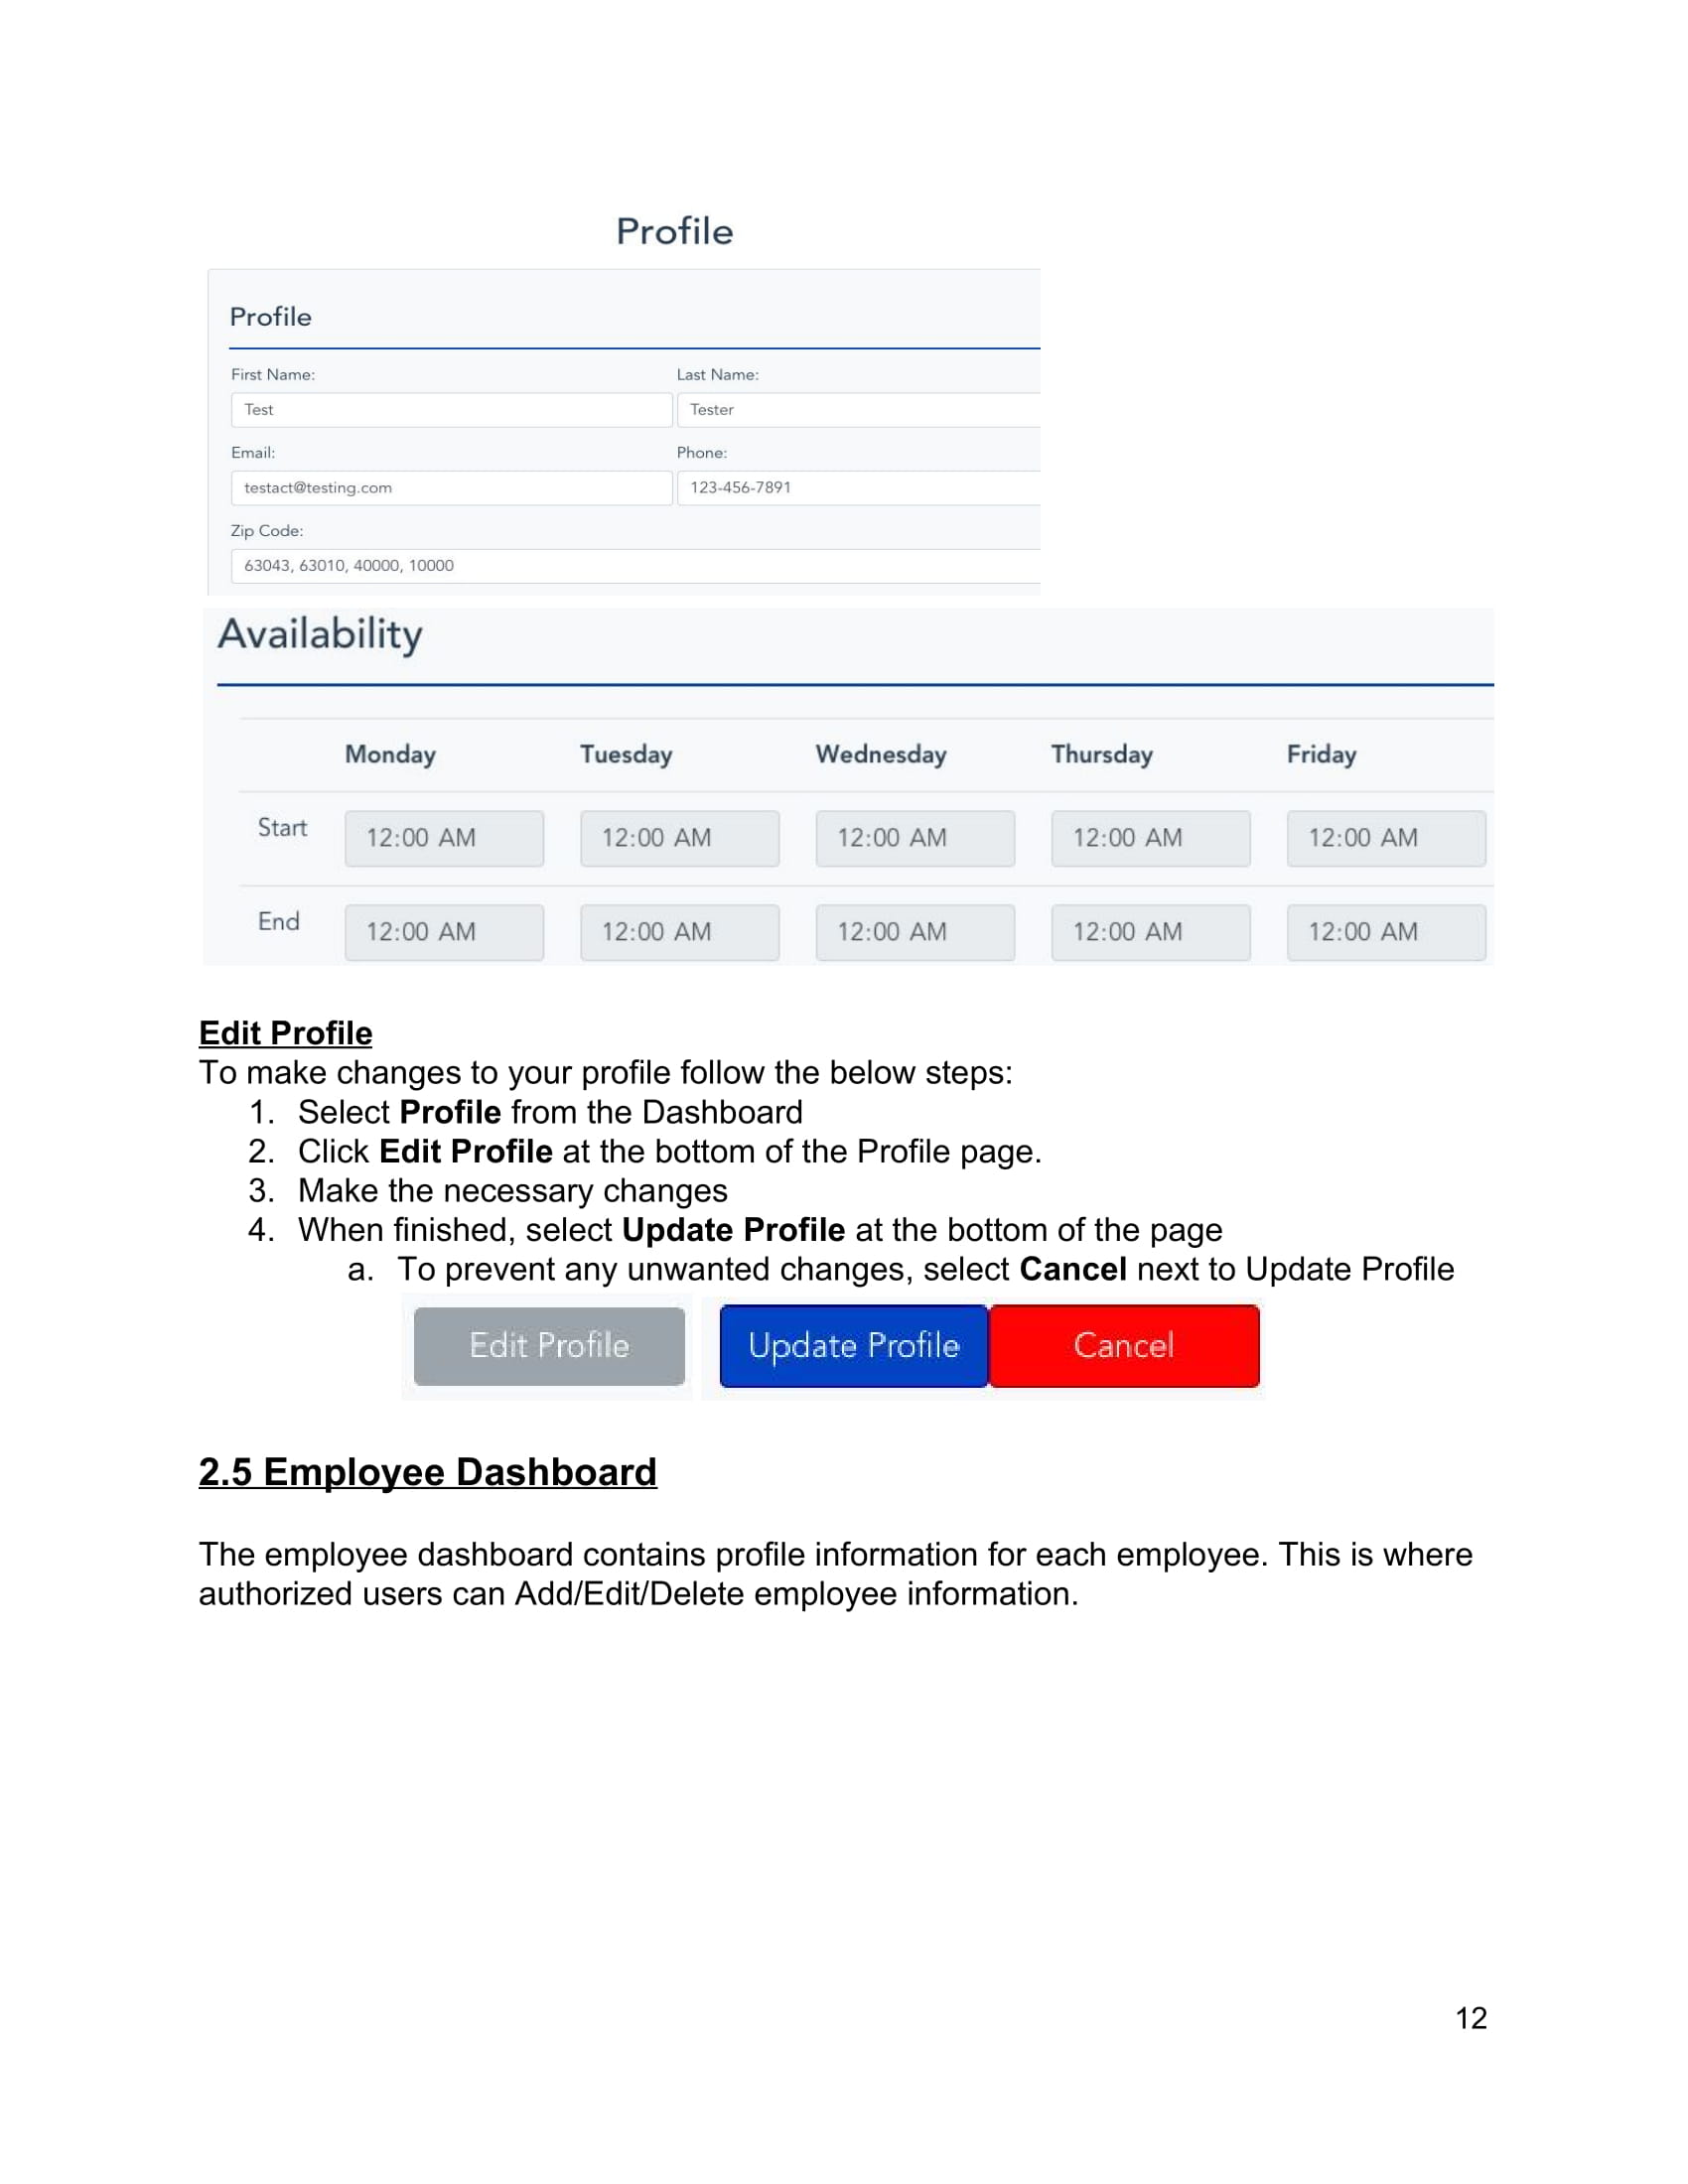 Profile
Profile
First Name: Last Name:
Test Tester
Email: Phone:
testact@testing.com 123-456-7891
Zip Code:
63043, 63010, 40000, 10000
Availability
Monday Tuesday Wednesday Thursday Friday
Start 12:00 AM 12:00 AM 12:00 AM 12:00 AM 12:00 AM
End 12:00 AM 12:00 AM 12:00 AM 12:00 AM 12:00 AM
Edit Profile
To make changes to your profile follow the below steps:
1. Select Profile from the Dashboard
2. Click Edit Profile at the bottom of the Profile page.
3. Make the necessary changes
4. When finished, select Update Profile at the bottom of the page
a. To prevent any unwanted changes, select Cancel next to Update Profile
Edit Profile Update Profile Cancel
2.5 Employee Dashboard
The employee dashboard contains profile information for each employee. This is where
authorized users can Add/Edit/Delete employee information.
12